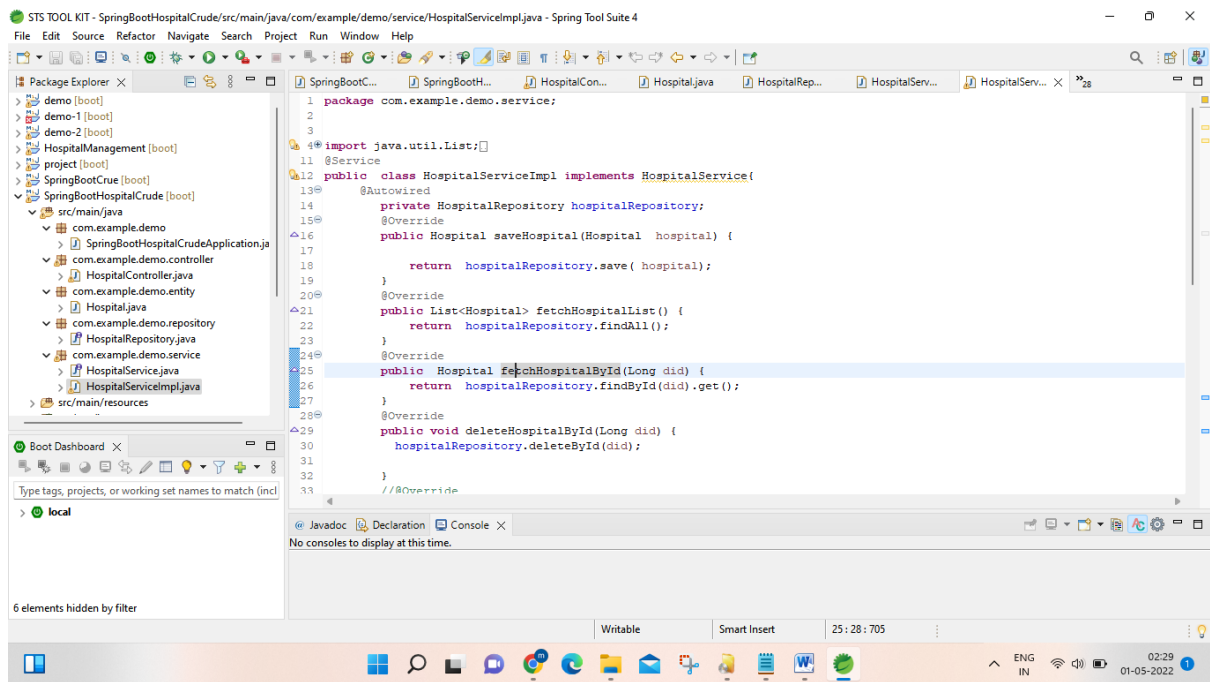 STS TOOL KIT - SpringBootHospitalCrude/src/main/java/com/example/demo/service/HospitalServiceImpl.java - Spring Tool Suite 4
File Edit Source Refactor Navigate Search Project Run Window Help
Package Explorer
demo [boot]
demo-1 [boot]
demo-2 [boot]
HospitalManagement [boot]
project [boot]
SpringBootCrue [boot]
SpringBootHospitalCrude [boot]
src/main/java
com.example.demo
SpringBootHospitalCrudeApplication.ja
com.example.demo.controller
HospitalController.java
com.example.demo.entity
Hospital.java
com.example.demo.repository
HospitalRepository.java
com.example.demo.service
HospitalService.java
HospitalServiceImpl.java
src/main/resources
Boot Dashboard
Type tags, projects, or working set names to match (incl
local
6 elements hidden by filter
SpringBootC... SpringBootH... HospitalCon... Hospital.java HospitalRep... HospitalServ... HospitalServ... »28
1 package com.example.demo.service;
2
3
4 import java.util.List;
11 @Service
12 public  class HospitalServiceImpl implements HospitalService{
13 @Autowired
14 private HospitalRepository hospitalRepository;
15 @Override
16 public Hospital saveHospital(Hospital  hospital) {
17
18 return  hospitalRepository.save( hospital);
19 }
20 @Override
21 public List<Hospital> fetchHospitalList() {
22 return  hospitalRepository.findAll();
23 }
24 @Override
25 public  Hospital fetchHospitalById(Long did) {
26 return  hospitalRepository.findById(did).get();
27 }
28 @Override
29 public void deleteHospitalById(Long did) {
30 hospitalRepository.deleteById(did);
31
32 }
33 //@Override
@ Javadoc Declaration Console
No consoles to display at this time.
Writable Smart Insert 25 : 28 : 705
ENG
IN
02:29
01-05-2022
1